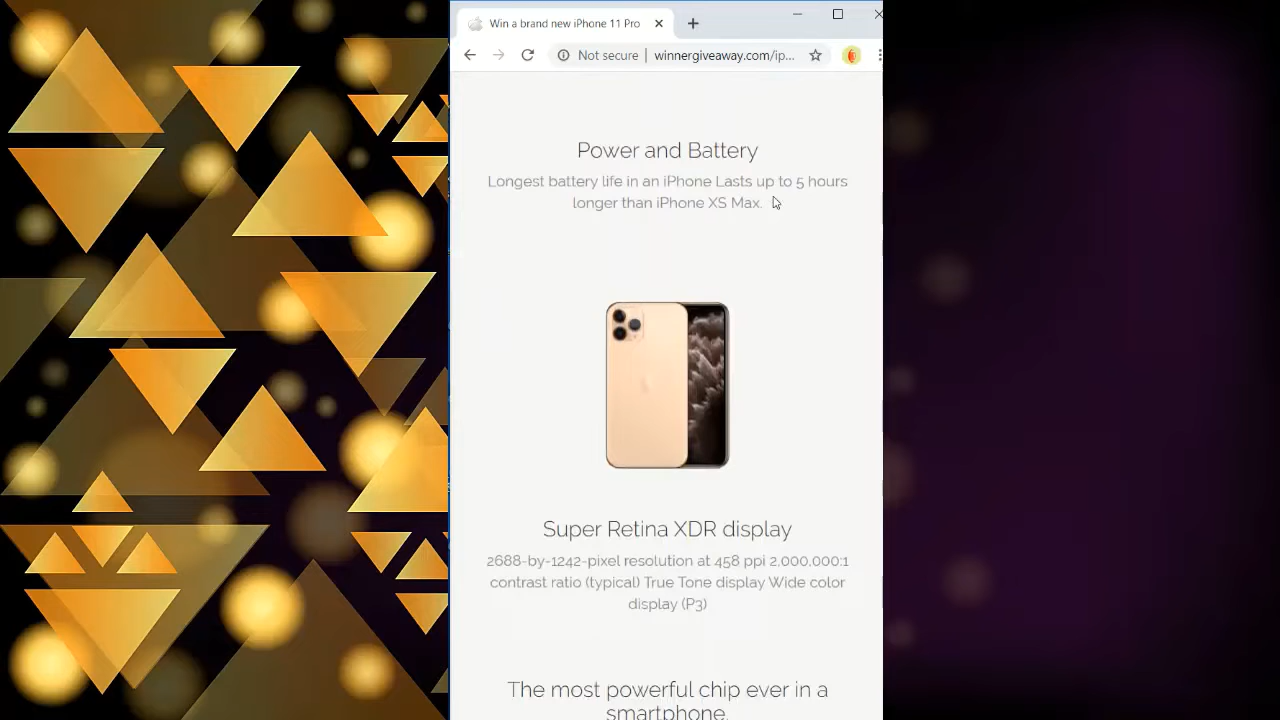 Win a brand new iPhone 11 Pro
Not secure | winnergiveaway.com/ip...
Power and Battery
Longest battery life in an iPhone Lasts up to 5 hours
longer than iPhone XS Max.
Super Retina XDR display
2688-by-1242-pixel resolution at 458 ppi 2,000,000:1
contrast ratio (typical) True Tone display Wide color
display (P3)
The most powerful chip ever in a
smartphone.